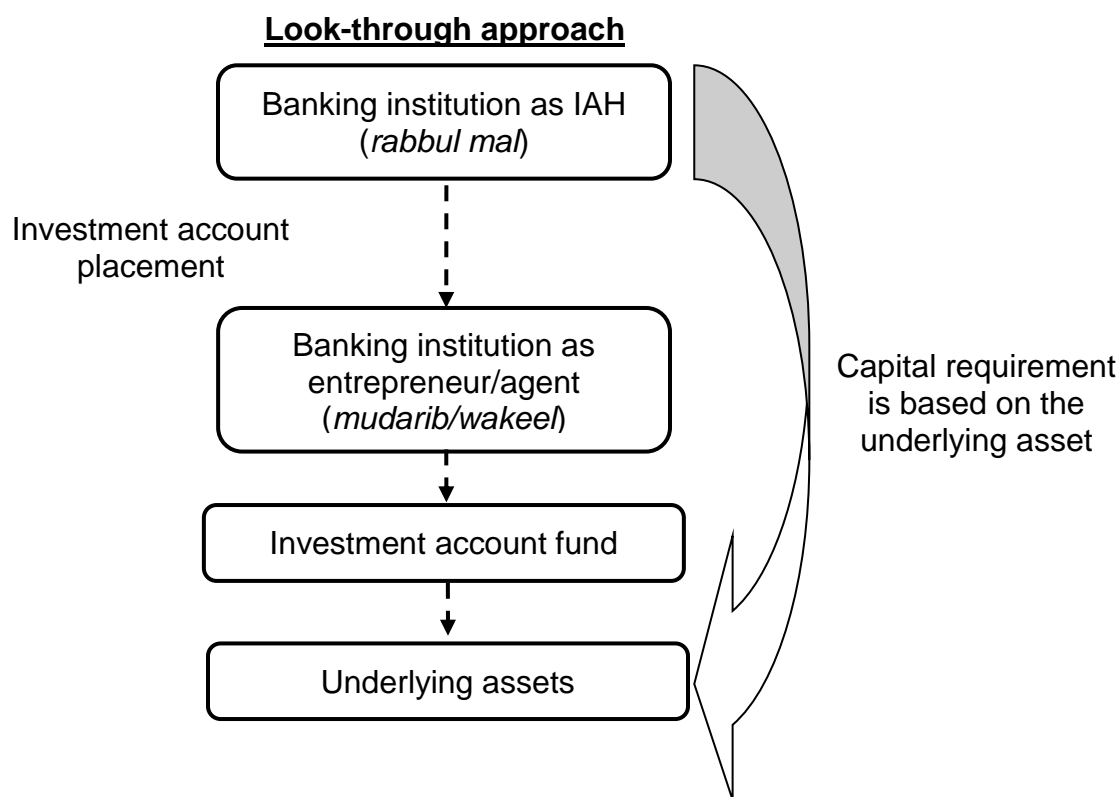 Look-through approach
Banking institution as IAH
(rabbul mal)
Investment account
placement
Banking institution as
entrepreneur/agent
(mudarib/wakeel)
Capital requirement
is based on the
underlying asset
Investment account fund
Underlying assets